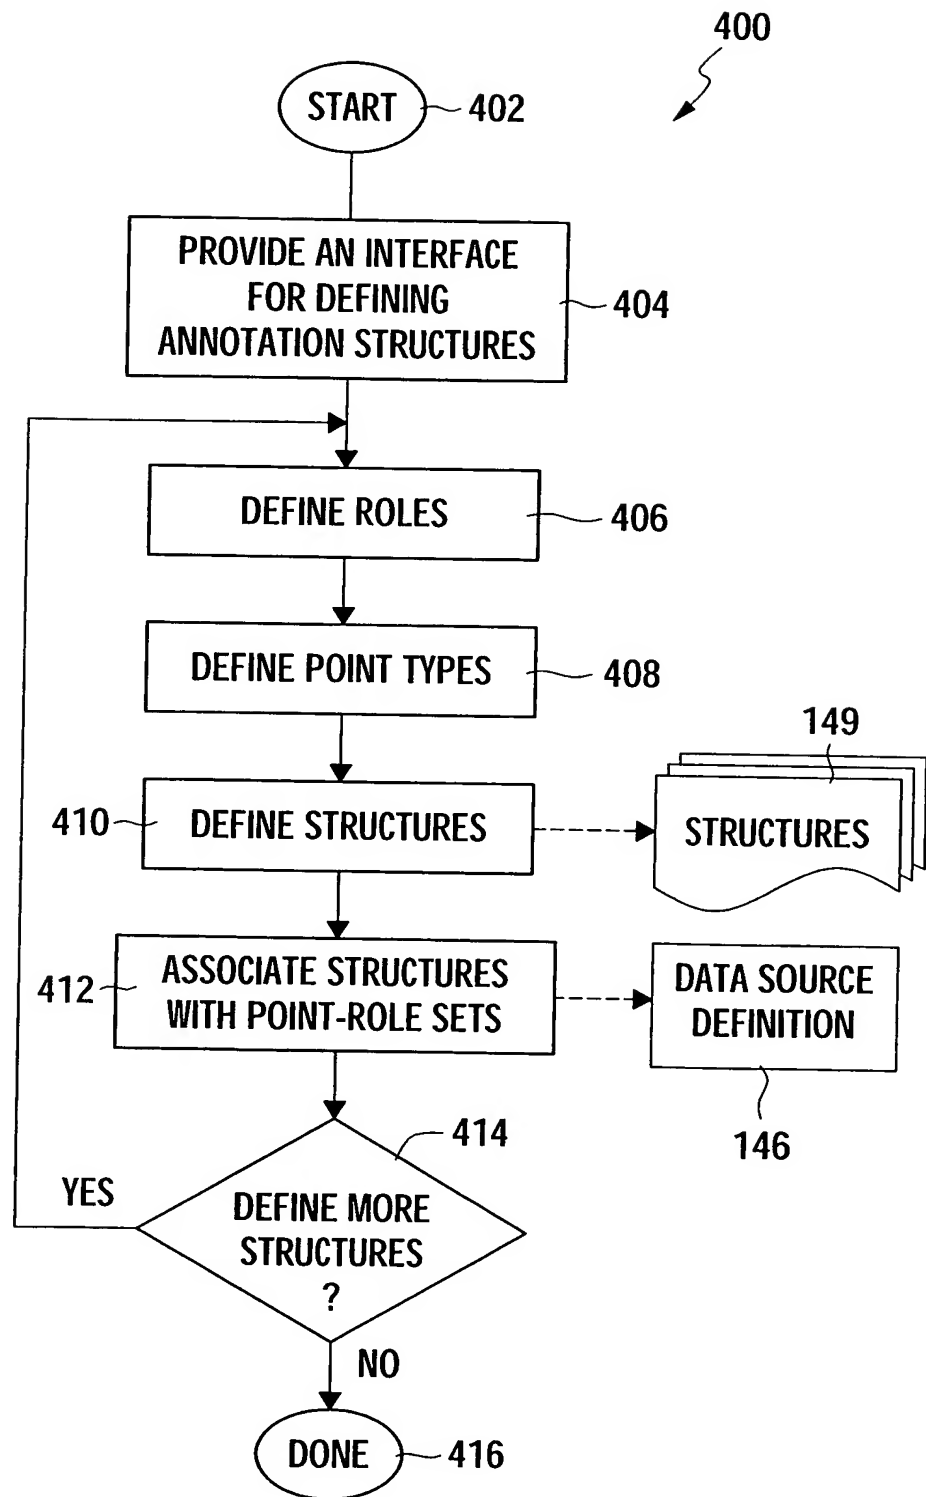 400
START
402
PROVIDE AN INTERFACE
FOR DEFINING
ANNOTATION STRUCTURES
404
DEFINE ROLES
406
DEFINE POINT TYPES
408
149
410
DEFINE STRUCTURES
STRUCTURES
412
ASSOCIATE STRUCTURES
WITH POINT-ROLE SETS
DATA SOURCE
DEFINITION
146
414
YES
DEFINE MORE
STRUCTURES
?
NO
DONE
416